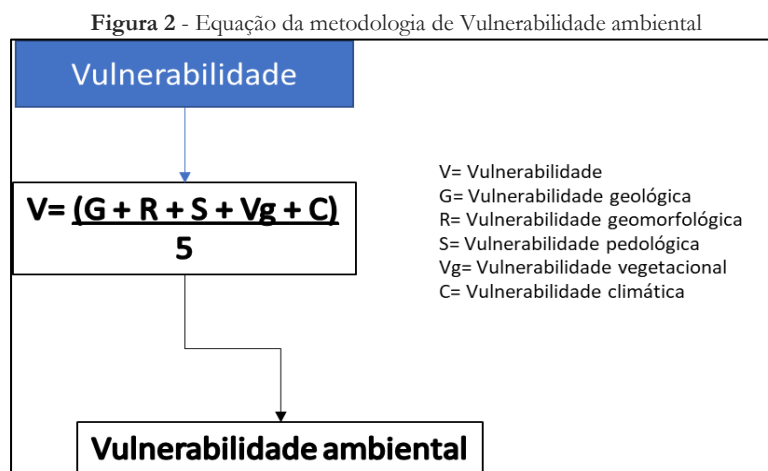 Figura 2 - Equação da metodologia de Vulnerabilidade ambiental
Vulnerabilidade
V= (G + R + S + Vg + C)
5
V= Vulnerabilidade
G= Vulnerabilidade geológica
R= Vulnerabilidade geomorfológica
S= Vulnerabilidade pedológica
Vg= Vulnerabilidade vegetacional
C= Vulnerabilidade climática
Vulnerabilidade ambiental